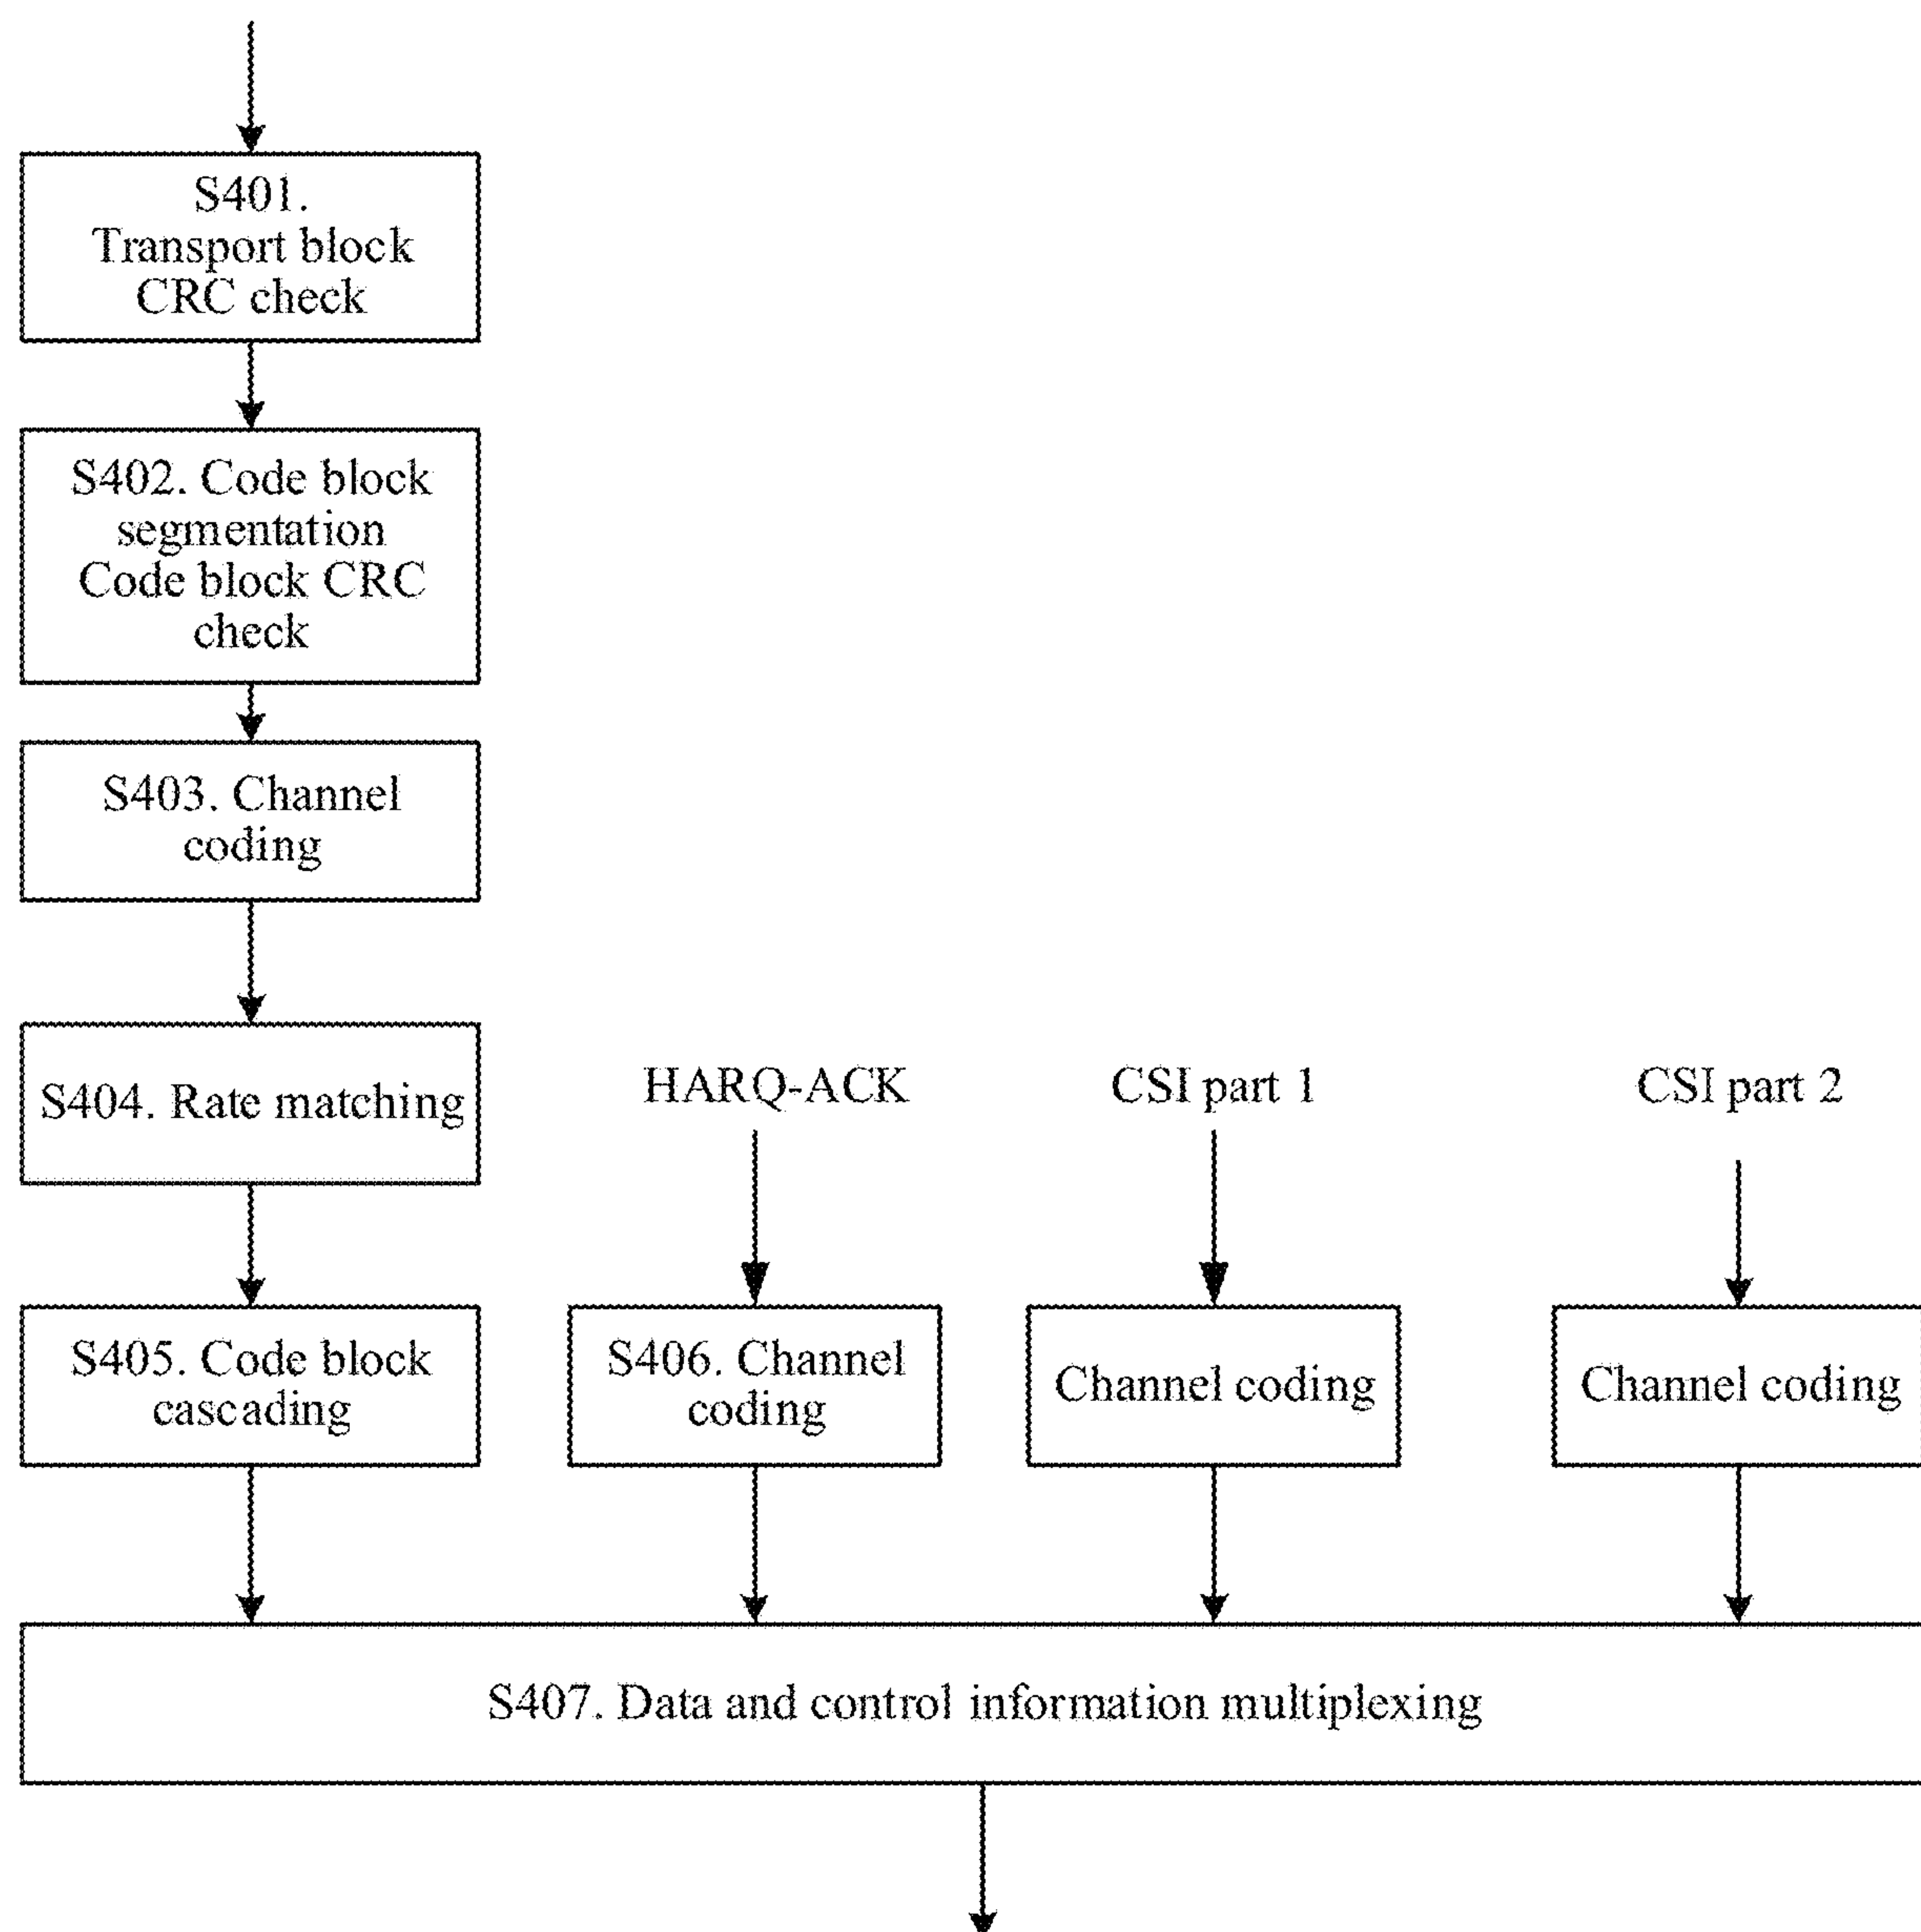 S401.
Transport block
CRC check
S402. Code block
segmentation
Code block CRC
check
S403. Channel
coding
S404. Rate matching
HARQ-ACK
CSI part 1
CSI part 2
S405. Code block
cascading
S406. Channel
coding
Channel coding
Channel coding
S407. Data and control information multiplexing